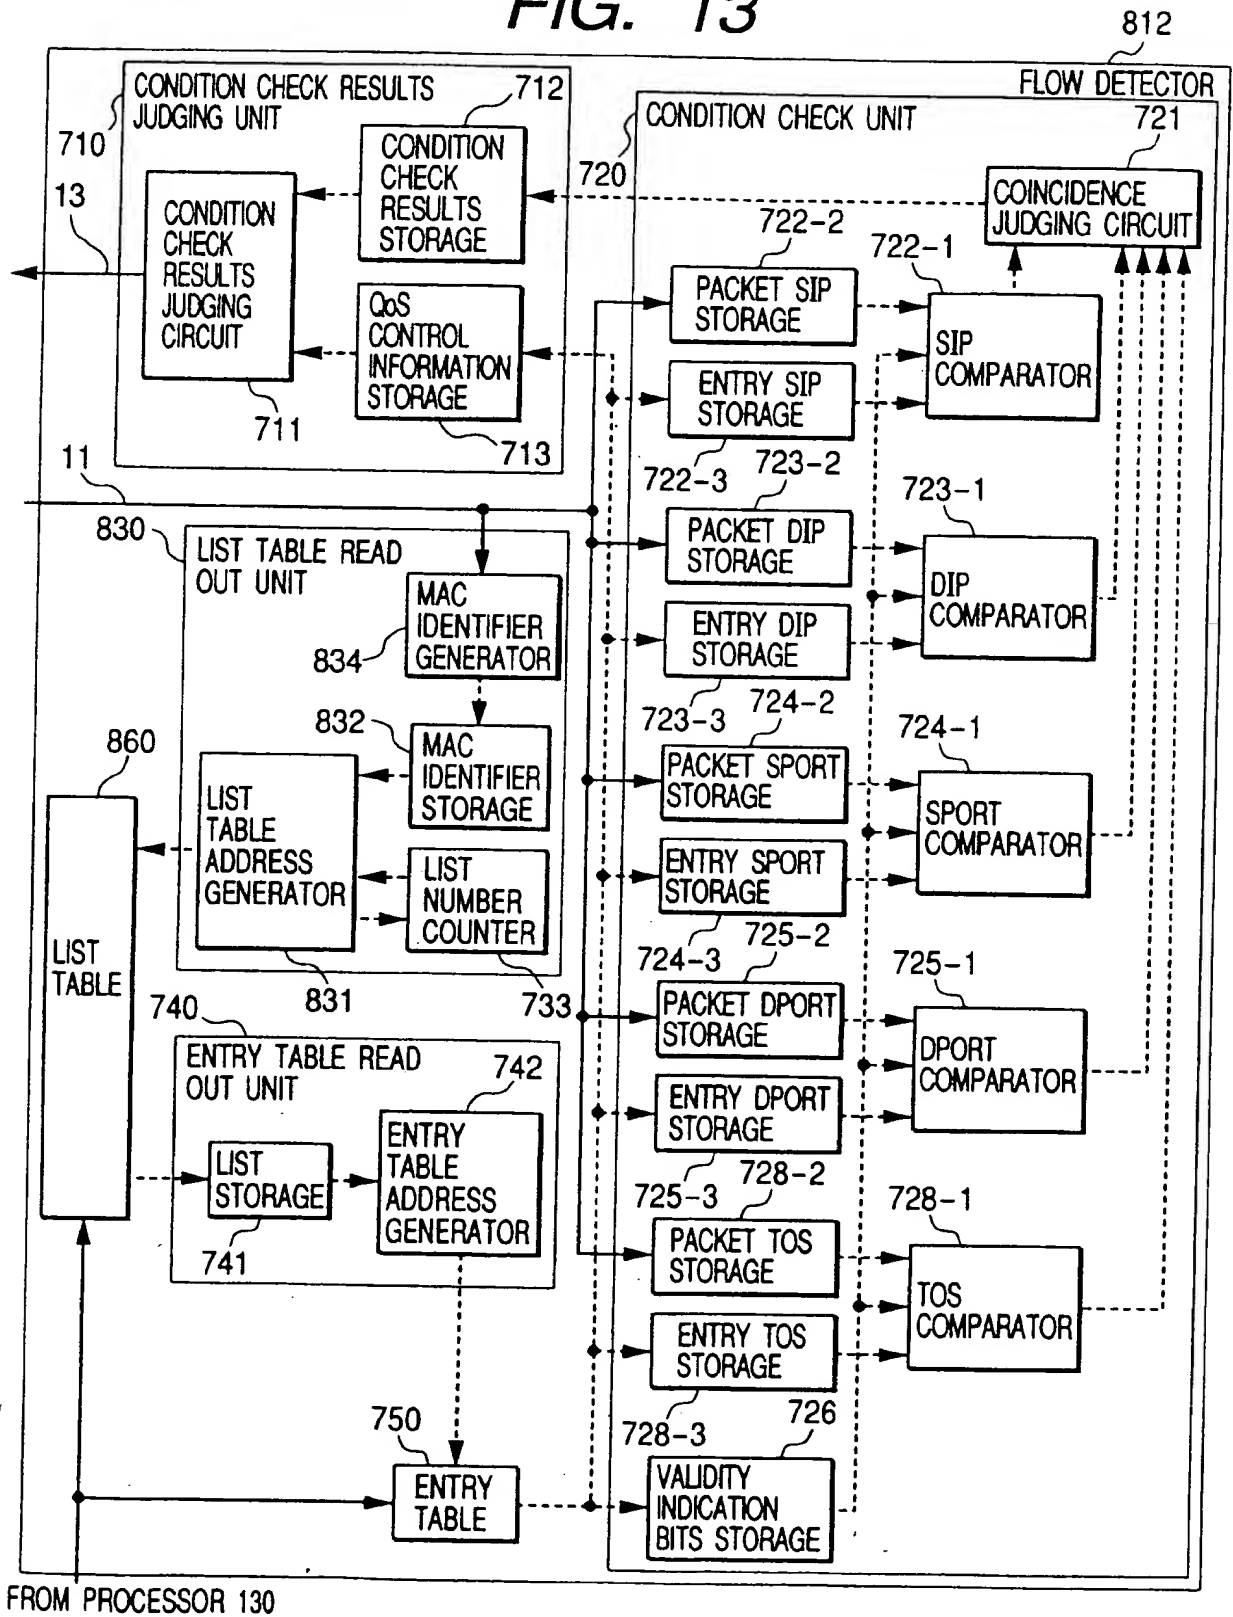 FIG. 13
812
FLOW DETECTOR
710
CONDITION CHECK RESULTS
JUDGING UNIT
712
CONDITION
CHECK
RESULTS
STORAGE
13
CONDITION
CHECK
RESULTS
JUDGING
CIRCUIT
711
QoS
CONTROL
INFORMATION
STORAGE
713
720
CONDITION CHECK UNIT
721
COINCIDENCE
JUDGING CIRCUIT
722-2
PACKET SIP
STORAGE
722-1
SIP
COMPARATOR
ENTRY SIP
STORAGE
722-3
11
723-2
PACKET DIP
STORAGE
723-1
DIP
COMPARATOR
ENTRY DIP
STORAGE
723-3
830
LIST TABLE READ
OUT UNIT
MAC
IDENTIFIER
GENERATOR
834
832
MAC
IDENTIFIER
STORAGE
LIST
TABLE
ADDRESS
GENERATOR
831
LIST
NUMBER
COUNTER
733
860
LIST
TABLE
724-2
PACKET SPORT
STORAGE
724-1
SPORT
COMPARATOR
ENTRY SPORT
STORAGE
724-3
725-2
PACKET DPORT
STORAGE
725-1
DPORT
COMPARATOR
ENTRY DPORT
STORAGE
725-3
740
ENTRY TABLE READ
OUT UNIT
742
ENTRY
TABLE
ADDRESS
GENERATOR
LIST
STORAGE
741
728-2
PACKET TOS
STORAGE
728-1
TOS
COMPARATOR
ENTRY TOS
STORAGE
728-3
726
VALIDITY
INDICATION
BITS STORAGE
750
ENTRY
TABLE
FROM PROCESSOR 130